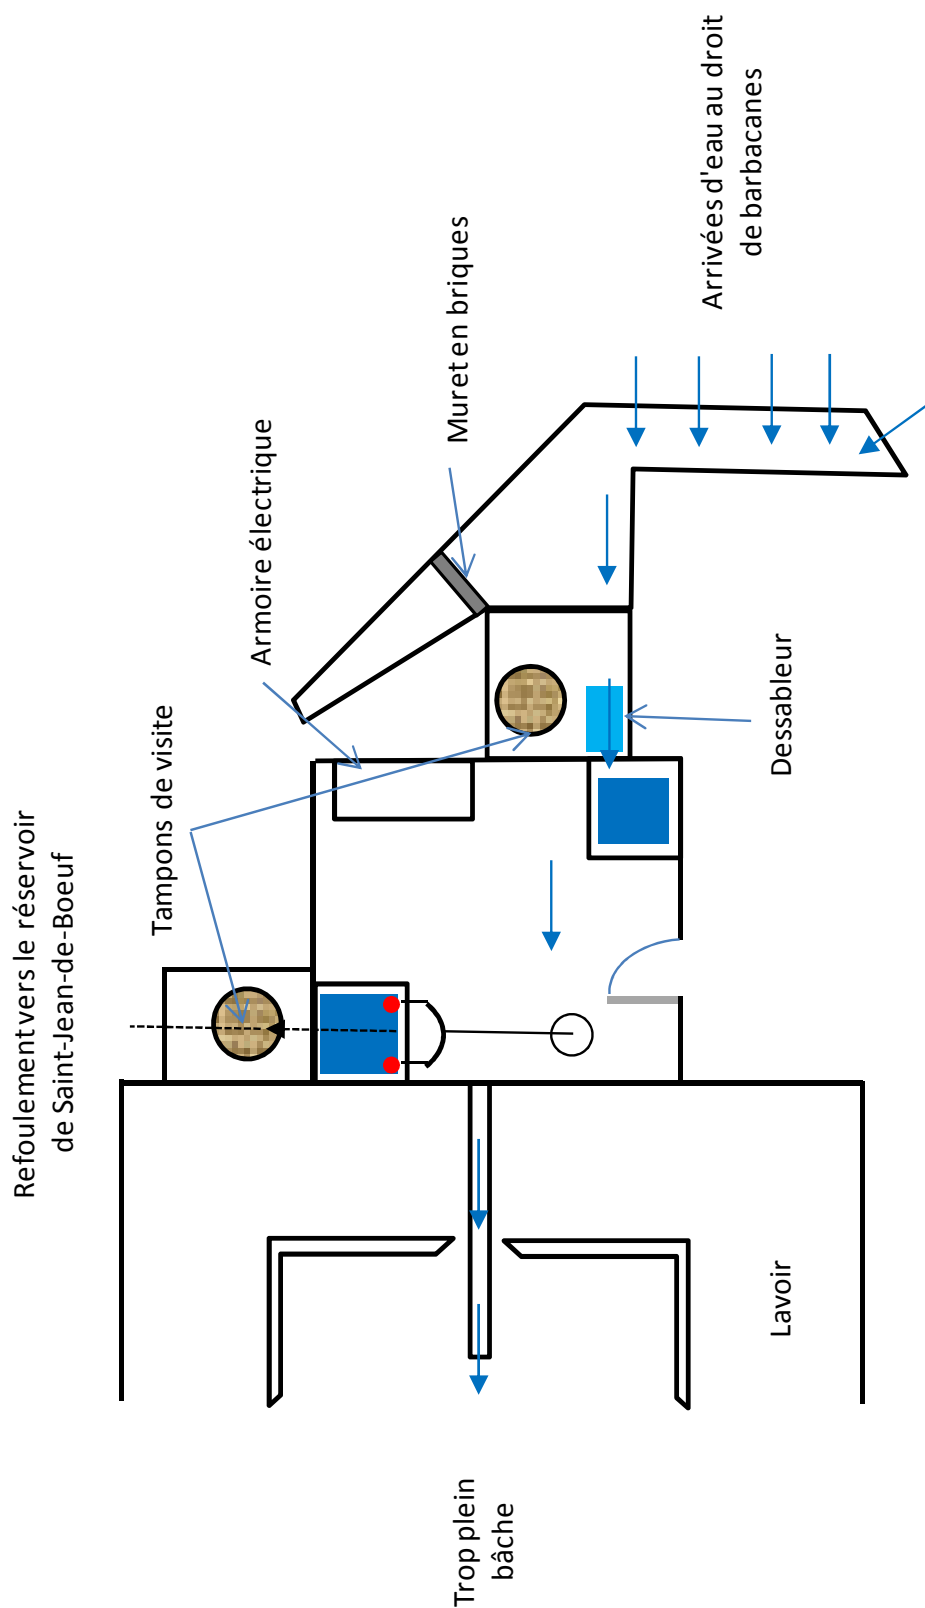 Refoulement vers le réservoir
de Saint-Jean-de-Boeuf
Tampons de visite
Armoire électrique
Muret en briques
Arrivées d'eau au droit
de barbacanes
Trop plein
bâche
Lavoir
Dessableur